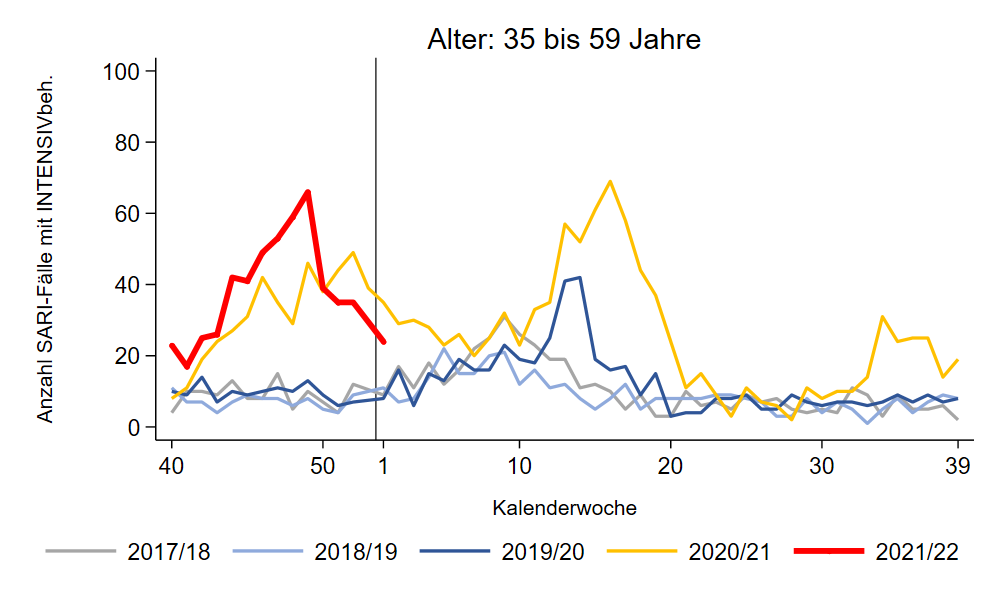 Alter: 35 bis 59 Jahre
Anzahl SARI-Fälle mit INTENSIVbeh.
100
80
60
40
20
0
40 50 1 10 20 30 39
Kalenderwoche
2017/18 2018/19 2019/20 2020/21 2021/22